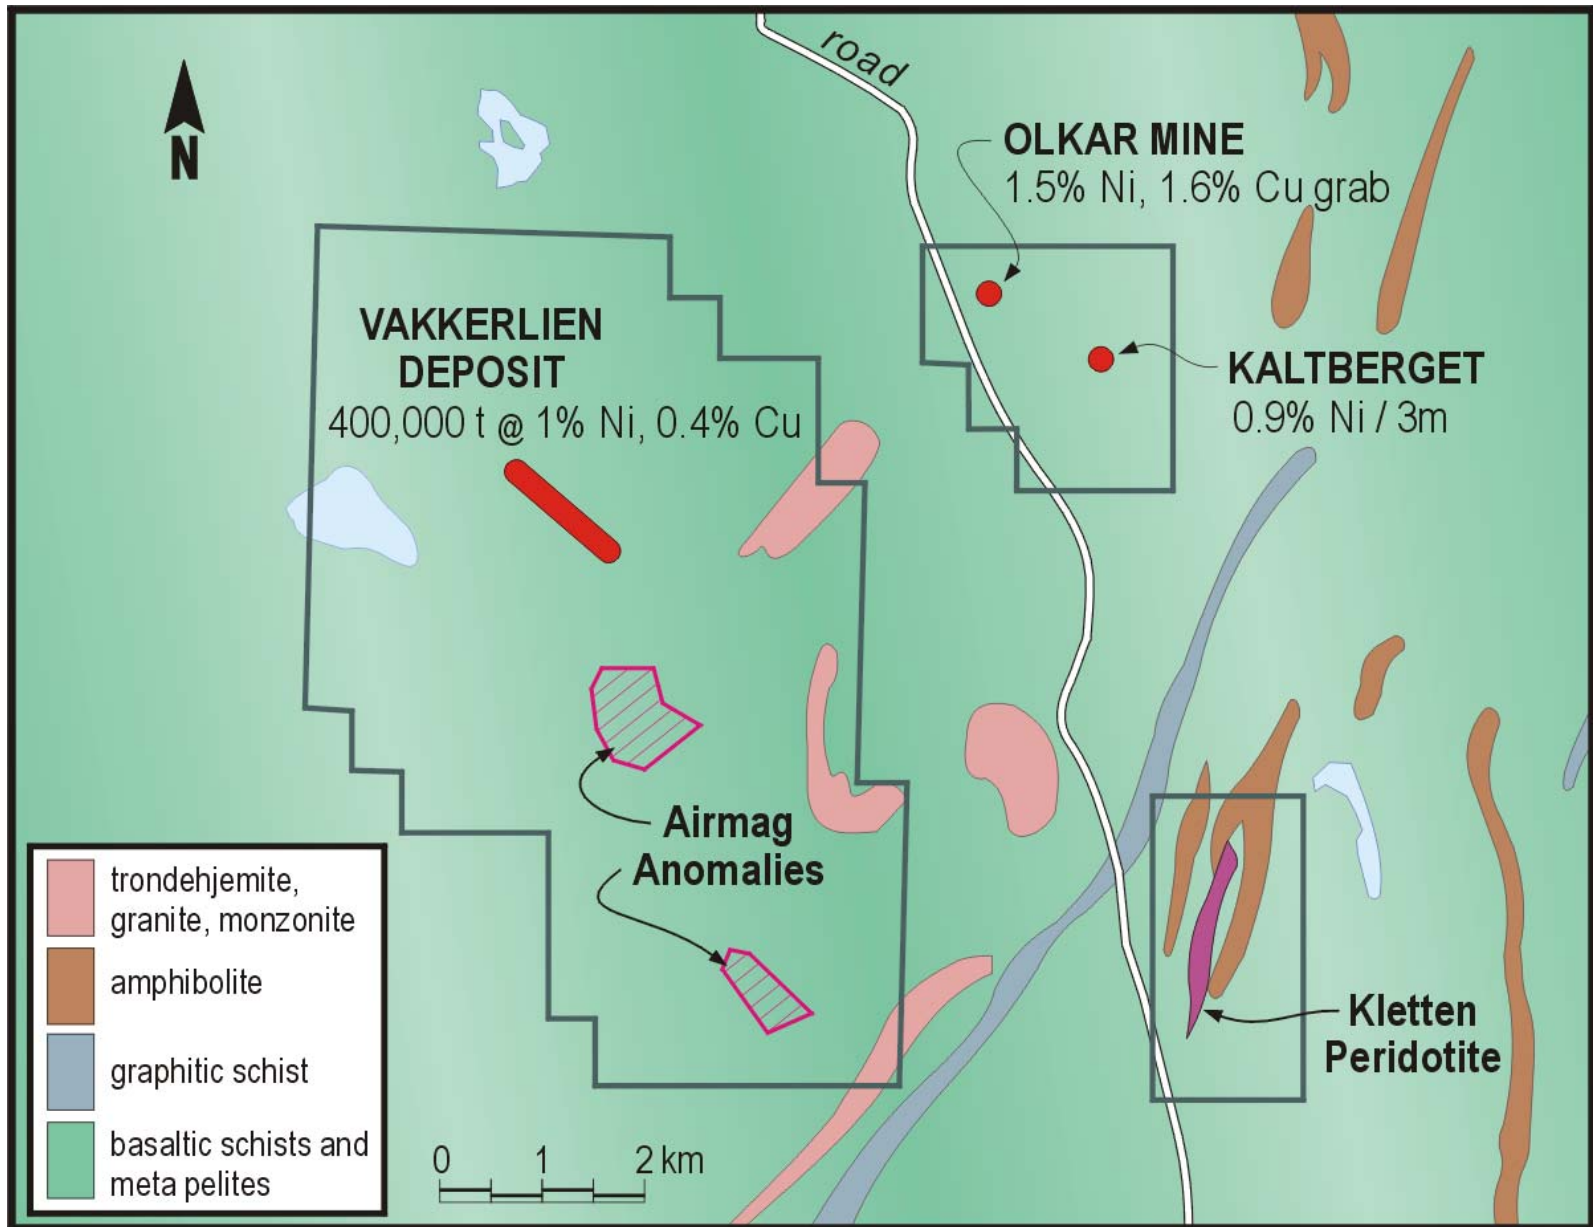 road
N
OLKAR MINE
1.5% Ni, 1.6% Cu grab
VAKKERLIEN
DEPOSIT
400,000 t @ 1% Ni, 0.4% Cu
KALTBERGET
0.9% Ni / 3m
Airmag
Anomalies
Kletten
Peridotite
trondehjemite,
granite, monzonite
amphibolite
graphitic schist
basaltic schists and
meta pelites
0 1 2 km